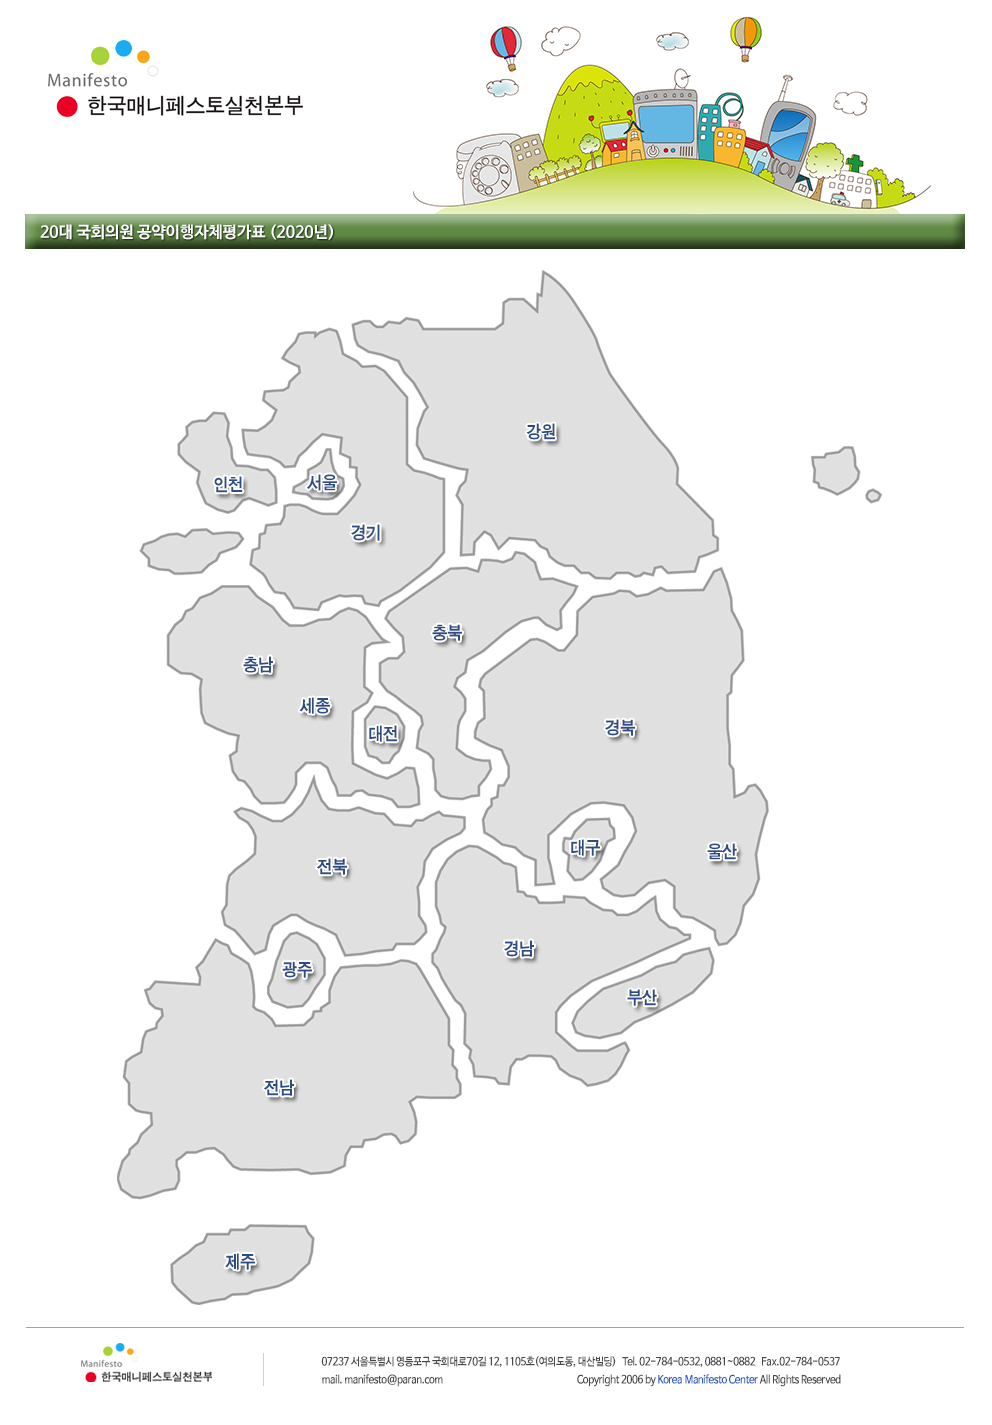 Manifesto
한국매니페스토실천본부
20대 국회의원 공약이행자체평가표 (2020년)
강원
인천
서울
경기
충북
충남
세종
대전
경북
대구
울산
전북
경남
광주
부산
전남
제주
Manifesto
한국매니페스토실천본부
07237 서울특별시 영등포구 국회대로70길 12, 1105호(여의도동, 대산빌딩) Tel. 02-784-0532, 0881~0882 Fax.02-784-0537
mail. manifesto@paran.com Copyright 2006 by Korea Manifesto Center All Rights Reserved